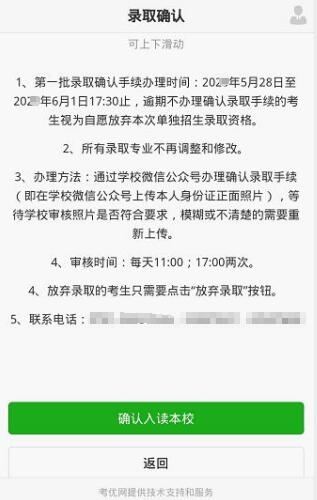 录取确认
可上下滑动
1、第一批录取确认手续办理时间：202年5月28日至
202年6月1日17:30止，逾期不办理确认录取手续的考
生视为自愿放弃本次单独招生录取资格。
2、所有录取专业不再调整和修改。
3、办理方法：通过学校微信公众号办理确认录取手续
（即在学校微信公众号上传本人身份证正面照片），等
待学校审核照片是否符合要求，模糊或不清楚的需要重
新上传。
4、审核时间：每天11:00；17:00两次。
4、放弃录取的考生只需要点击“放弃录取”按钮。
5、联系电话：
确认入读本校
返回
考优网提供技术支持和服务